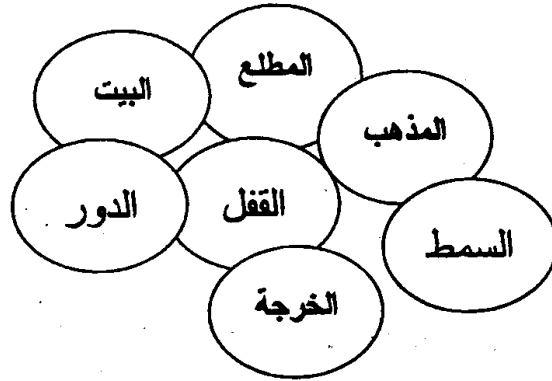 المطلع
البيت
المذهب
القفل
الدور
السمط
الخرجة